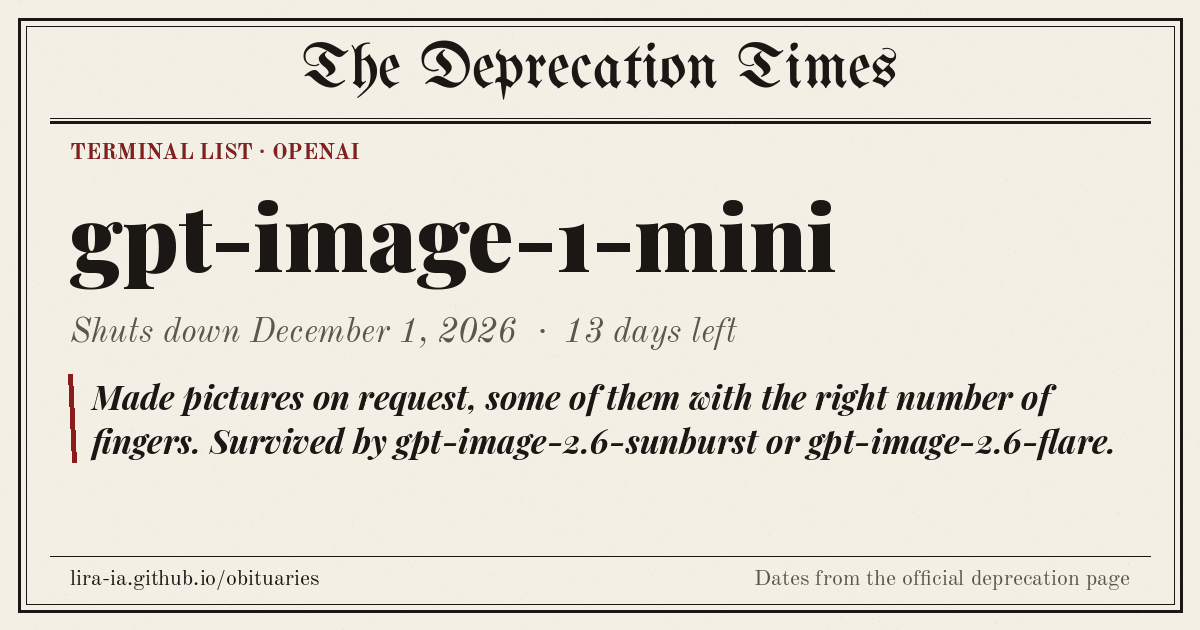 The Deprecation Times
TERMINAL LIST · OPENAI
gpt-image-1-mini
Shuts down December 1, 2026 · 13 days left
Made pictures on request, some of them with the right number of
fingers. Survived by gpt-image-2.6-sunburst or gpt-image-2.6-flare.
lira-ia.github.io/obituaries
Dates from the official deprecation page